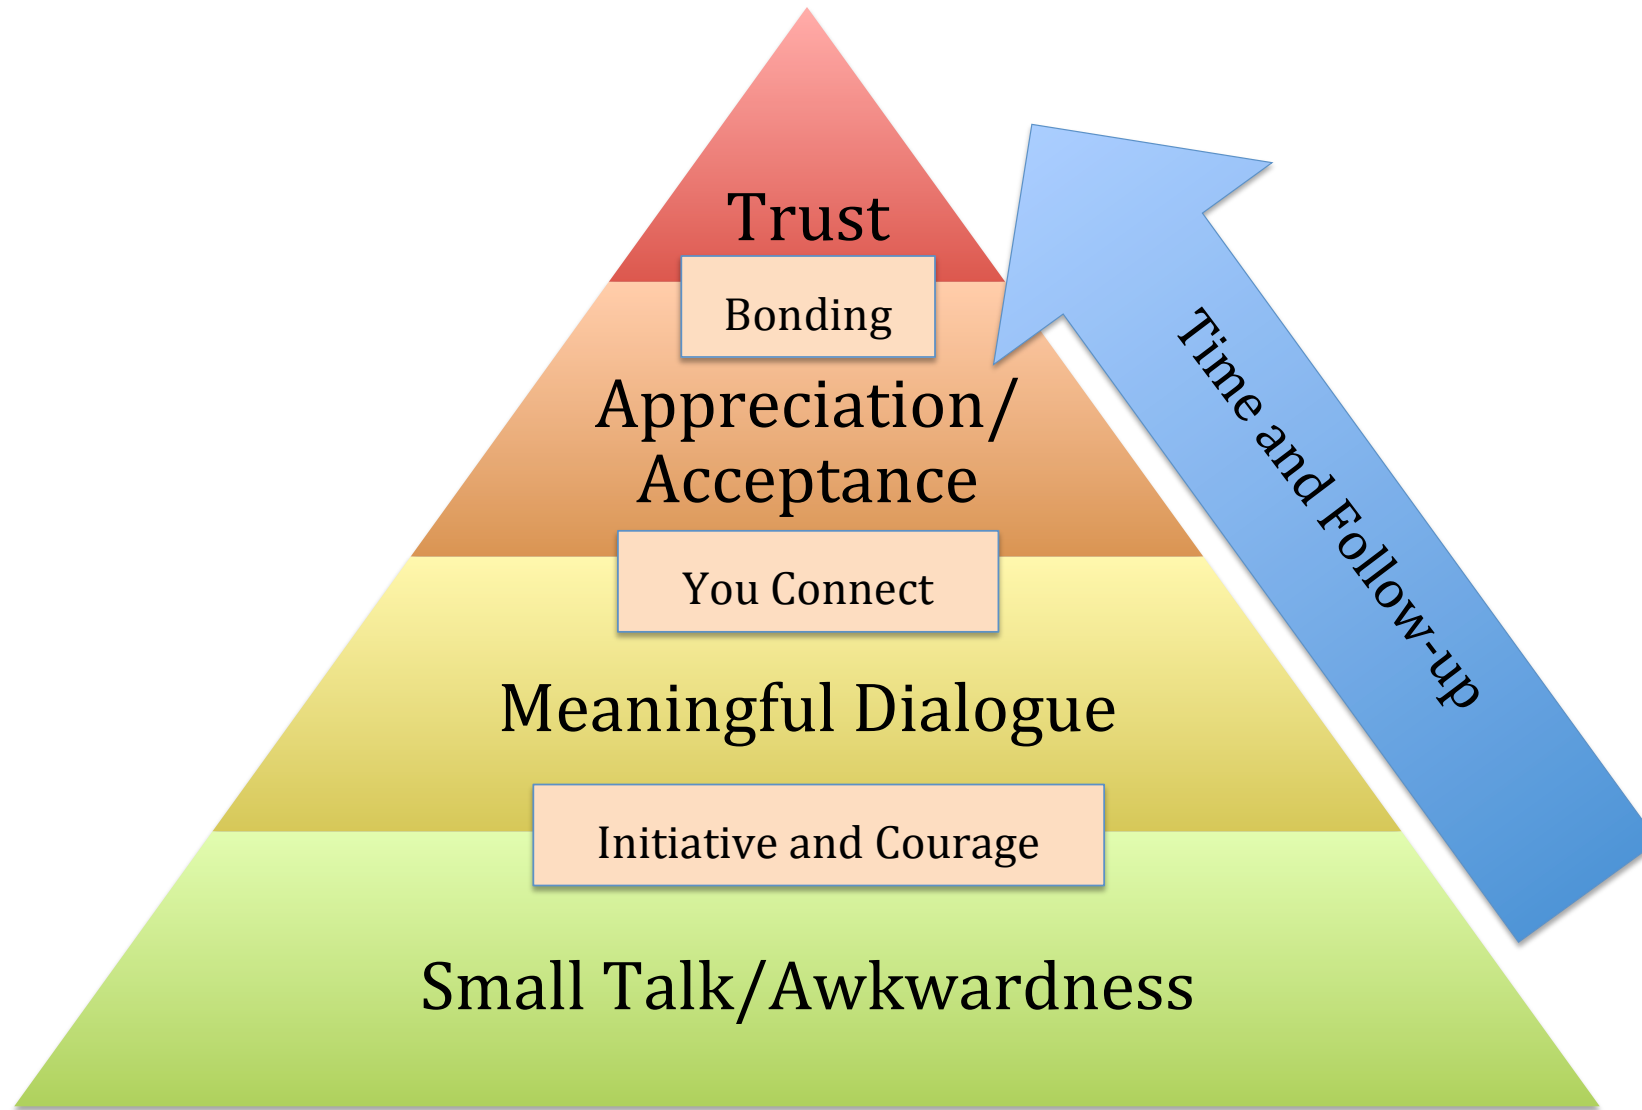 Trust
Bonding
Appreciation/
Acceptance
You Connect
Meaningful Dialogue
Initiative and Courage
Small Talk/Awkwardness
Time and Follow-up